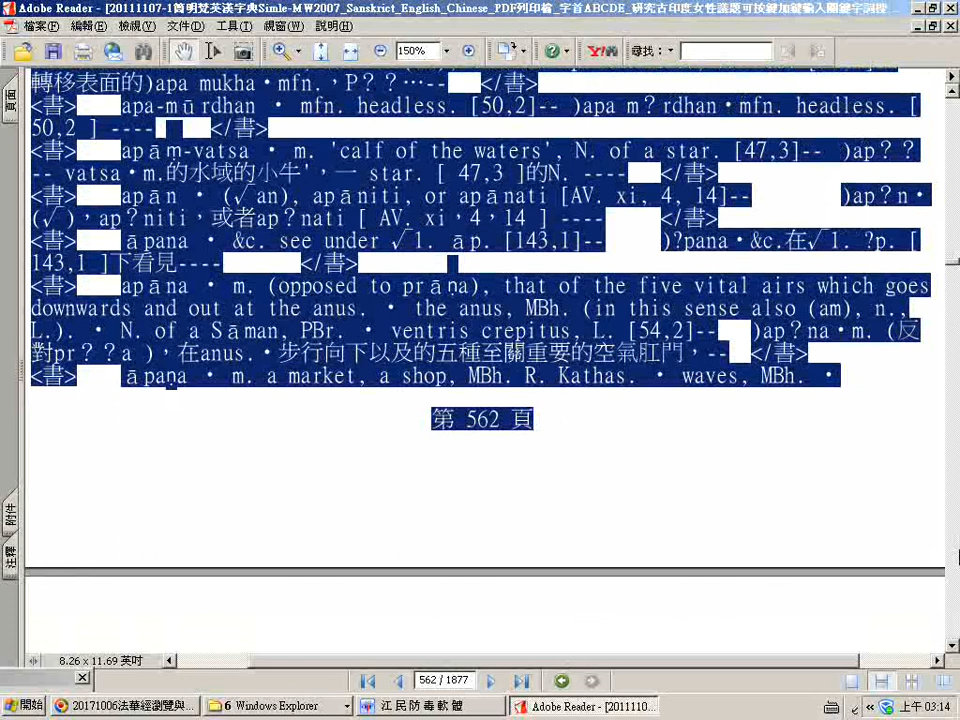 Adobe Reader - [20111107-1簡明梵英漢字典Simle-MW2007_Sanskrict_English_Chinese_PDF列印檔_字首ABCDE_研究古印度女性議題可按鍵加鍵輸入關鍵字詞搜
檔案(F) 編輯(E) 檢視(V) 文件(D) 工具(T) 視窗(W) 說明(H)
150% Y! 尋找：
頁面
轉移表面的)apa mukha·mfn.，P？？…-- </書>
<書> apa-mūrdhan · mfn. headless. [50,2]-- )apa m？rdhan·mfn. headless. [
50,2 ] ---- </書>
<書> apāṃ-vatsa · m. 'calf of the waters', N. of a star. [47,3]-- )ap？？
-- vatsa·m.的水域的小牛'，一 star. [ 47,3 ]的N. ---- </書>
<書> apān · (√an), apāniti, or apānati [AV. xi, 4, 14]-- )ap？n·
(√)，ap？niti，或者ap？nati [ AV. xi，4，14 ] ---- </書>
<書> āpana · &c. see under √1. āp. [143,1]-- )?pana·&c.在√1. ?p. [
143,1 ]下看見---- </書>
<書> apāna · m. (opposed to prāṇa), that of the five vital airs which goes
downwards and out at the anus. · the anus, MBh. (in this sense also (am), n.,
L.). · N. of a Sāman, PBr. · ventris crepitus, L. [54,2]-- )ap？na·m. (反
對pr？？a )，在anus.·步行向下以及的五種至關重要的空氣肛門，-- </書>
<書> āpaṇa · m. a market, a shop, MBh. R. Kathas. · waves, MBh. ·
第 562 頁
附件
注釋
8.26 x 11.69 英吋
562 / 1877
開始 20171006法華經瀏覽與... 6 Windows Explorer 江民防毒軟體 Adobe Reader - [2011110... 上午 03:14